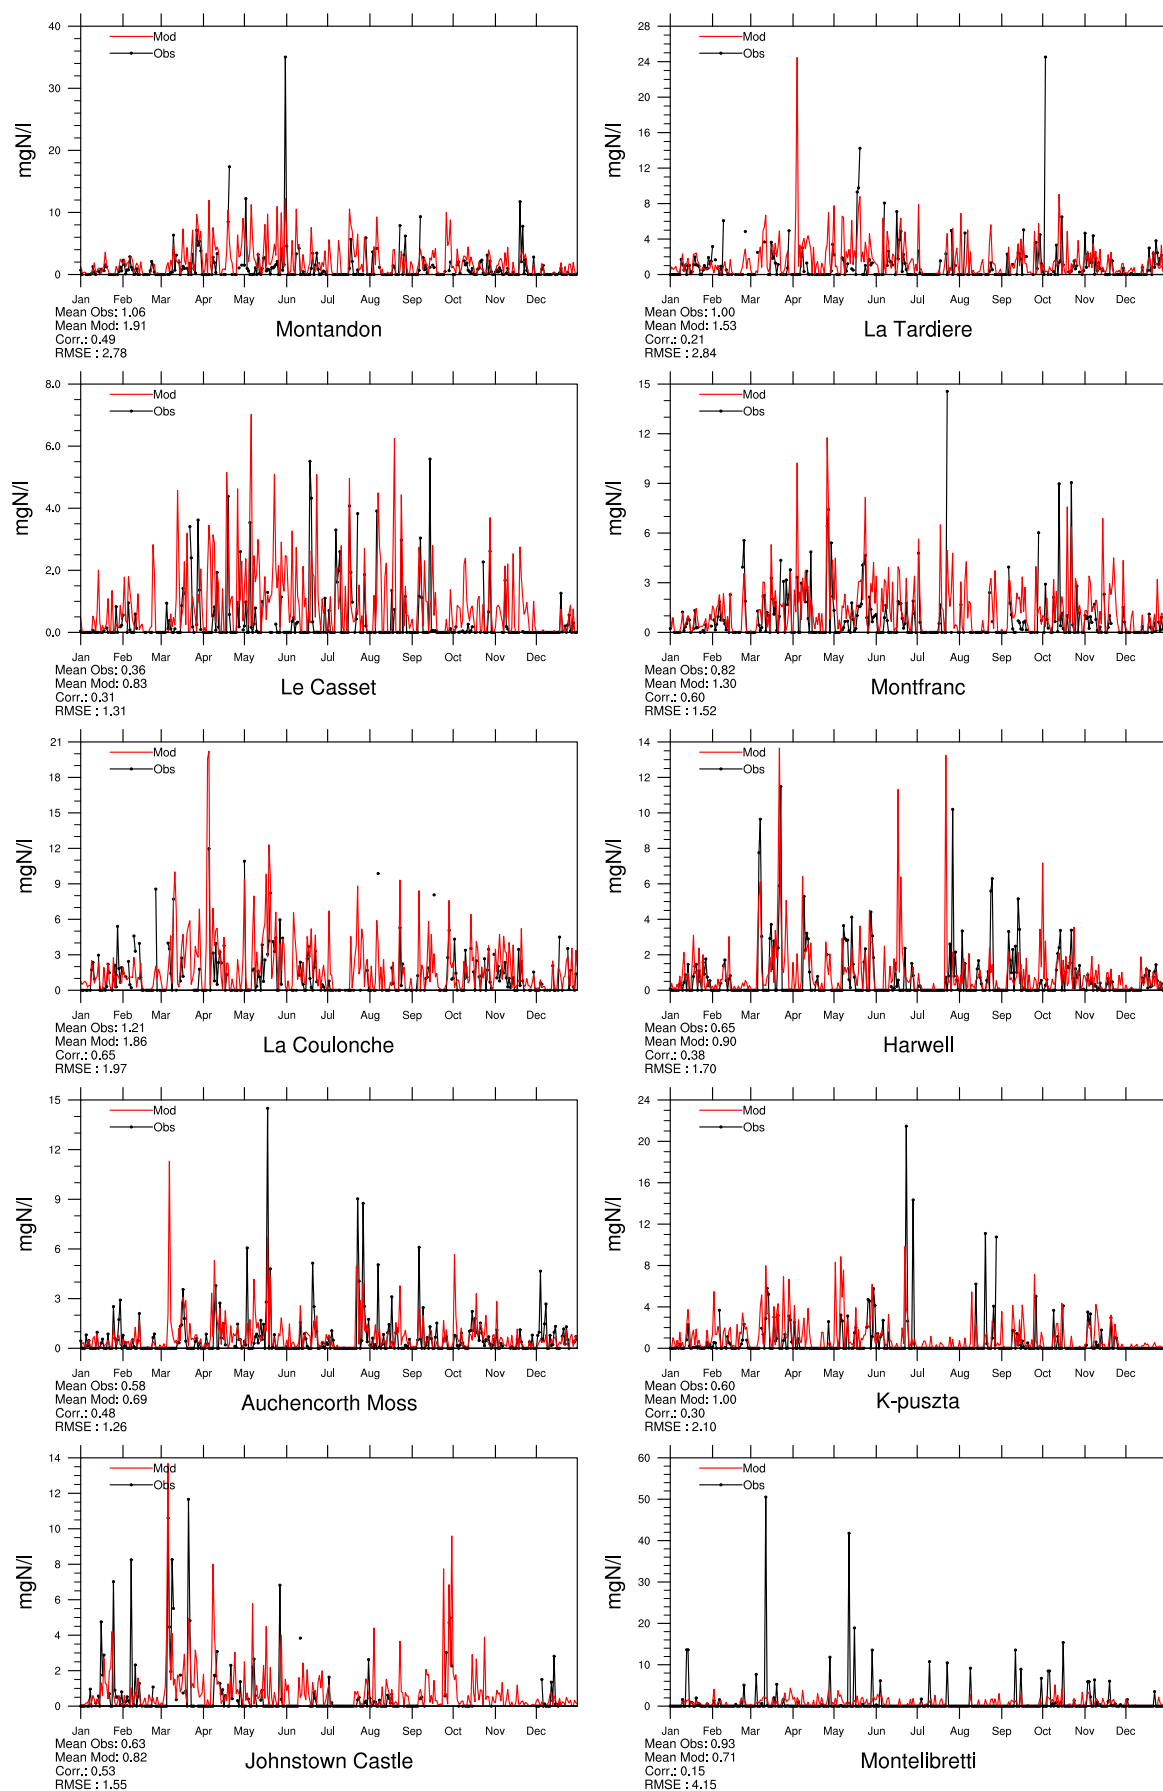 40
30
20
10
0
mgN/l
Mod
Obs
Jan Feb Mar Apr May Jun Jul Aug Sep Oct Nov Dec
Mean Obs: 1.06
Mean Mod: 1.91
Corr.: 0.49
RMSE : 2.78
Montandon
28
24
20
16
12
8
4
0
mgN/l
Mod
Obs
Jan Feb Mar Apr May Jun Jul Aug Sep Oct Nov Dec
Mean Obs: 1.00
Mean Mod: 1.53
Corr.: 0.21
RMSE : 2.84
La Tardiere
8.0
6.0
4.0
2.0
0.0
mgN/l
Mod
Obs
Jan Feb Mar Apr May Jun Jul Aug Sep Oct Nov Dec
Mean Obs: 0.36
Mean Mod: 0.83
Corr.: 0.31
RMSE : 1.31
Le Casset
15
12
9
6
3
0
mgN/l
Mod
Obs
Jan Feb Mar Apr May Jun Jul Aug Sep Oct Nov Dec
Mean Obs: 0.82
Mean Mod: 1.30
Corr.: 0.60
RMSE : 1.52
Montfranc
21
18
15
12
9
6
3
0
mgN/l
Mod
Obs
Jan Feb Mar Apr May Jun Jul Aug Sep Oct Nov Dec
Mean Obs: 1.21
Mean Mod: 1.86
Corr.: 0.65
RMSE : 1.97
La Coulonche
14
12
10
8
6
4
2
0
mgN/l
Mod
Obs
Jan Feb Mar Apr May Jun Jul Aug Sep Oct Nov Dec
Mean Obs: 0.65
Mean Mod: 0.90
Corr.: 0.38
RMSE : 1.70
Harwell
15
12
9
6
3
0
mgN/l
Mod
Obs
Jan Feb Mar Apr May Jun Jul Aug Sep Oct Nov Dec
Mean Obs: 0.58
Mean Mod: 0.69
Corr.: 0.48
RMSE : 1.26
Auchencorth Moss
24
20
16
12
8
4
0
mgN/l
Mod
Obs
Jan Feb Mar Apr May Jun Jul Aug Sep Oct Nov Dec
Mean Obs: 0.60
Mean Mod: 1.00
Corr.: 0.30
RMSE : 2.10
K-puszta
14
12
10
8
6
4
2
0
mgN/l
Mod
Obs
Jan Feb Mar Apr May Jun Jul Aug Sep Oct Nov Dec
Mean Obs: 0.63
Mean Mod: 0.82
Corr.: 0.53
RMSE : 1.55
Johnstown Castle
60
50
40
30
20
10
0
mgN/l
Mod
Obs
Jan Feb Mar Apr May Jun Jul Aug Sep Oct Nov Dec
Mean Obs: 0.93
Mean Mod: 0.71
Corr.: 0.15
RMSE : 4.15
Montelibretti